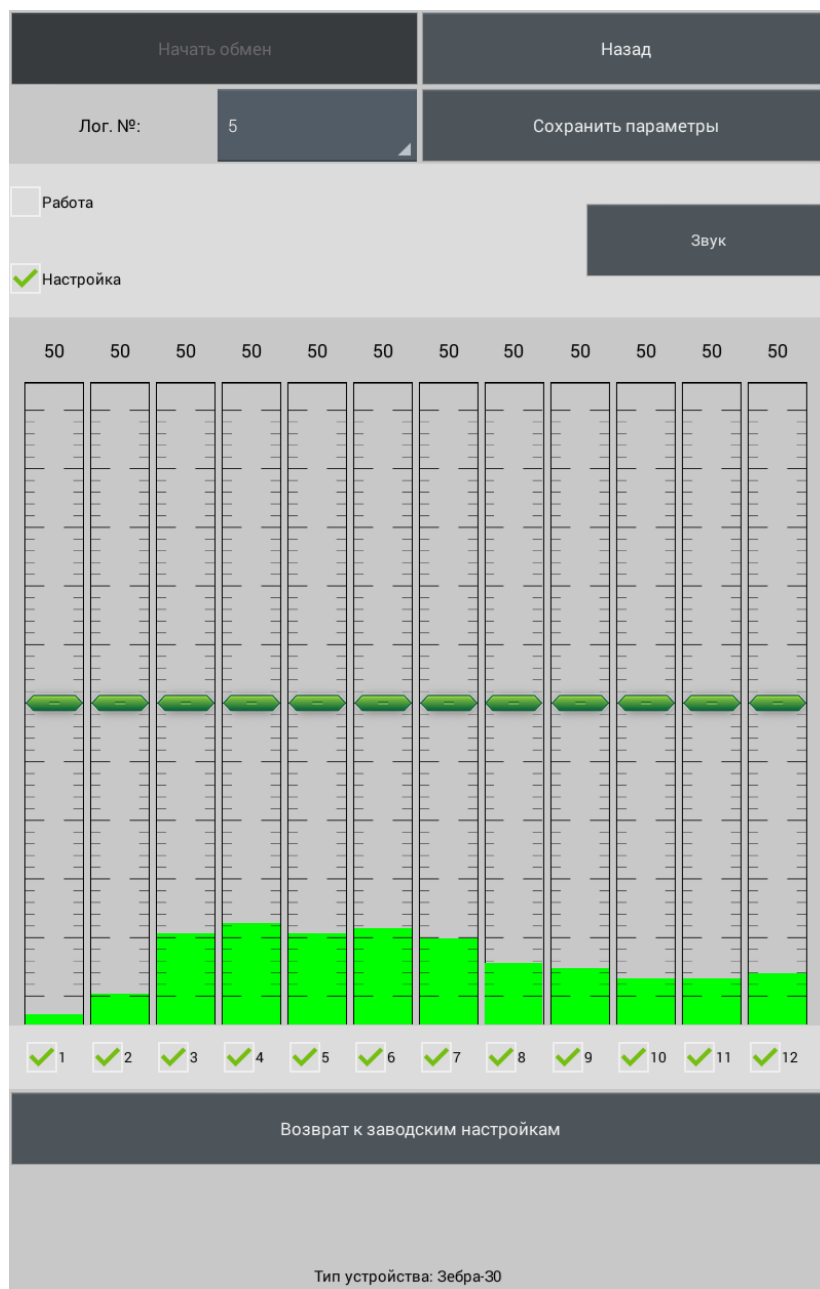 Начать обмен Назад
Лог. №: 5 Сохранить параметры
Работа
Звук
Настройка
50 50 50 50 50 50 50 50 50 50 50 50
1 2 3 4 5 6 7 8 9 10 11 12
Возврат к заводским настройкам
Тип устройства: Зебра-30